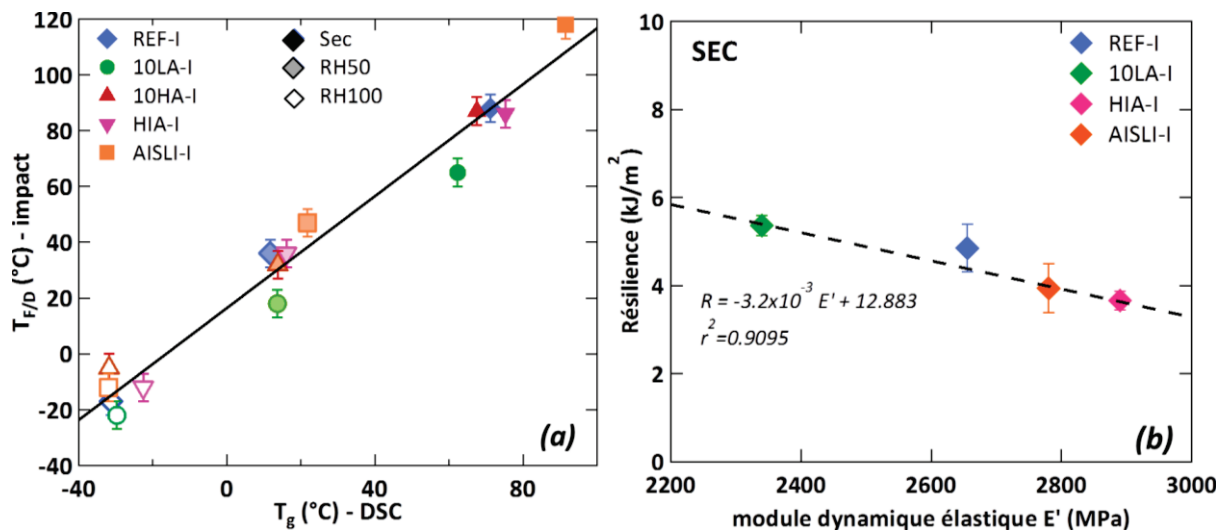 120
100
80
60
40
20
0
-20
-40
T_F/D (°C) - impact
REF-I
10LA-I
10HA-I
HIA-I
AISLI-I
Sec
RH50
RH100
(a)
-40 0 40 80
T_g (°C) - DSC
10
8
6
4
2
0
Résilience (kJ/m²)
SEC
REF-I
10LA-I
HIA-I
AISLI-I
R = -3.2x10⁻³ E' + 12.883
r²=0.9095
(b)
2200 2400 2600 2800 3000
module dynamique élastique E' (MPa)